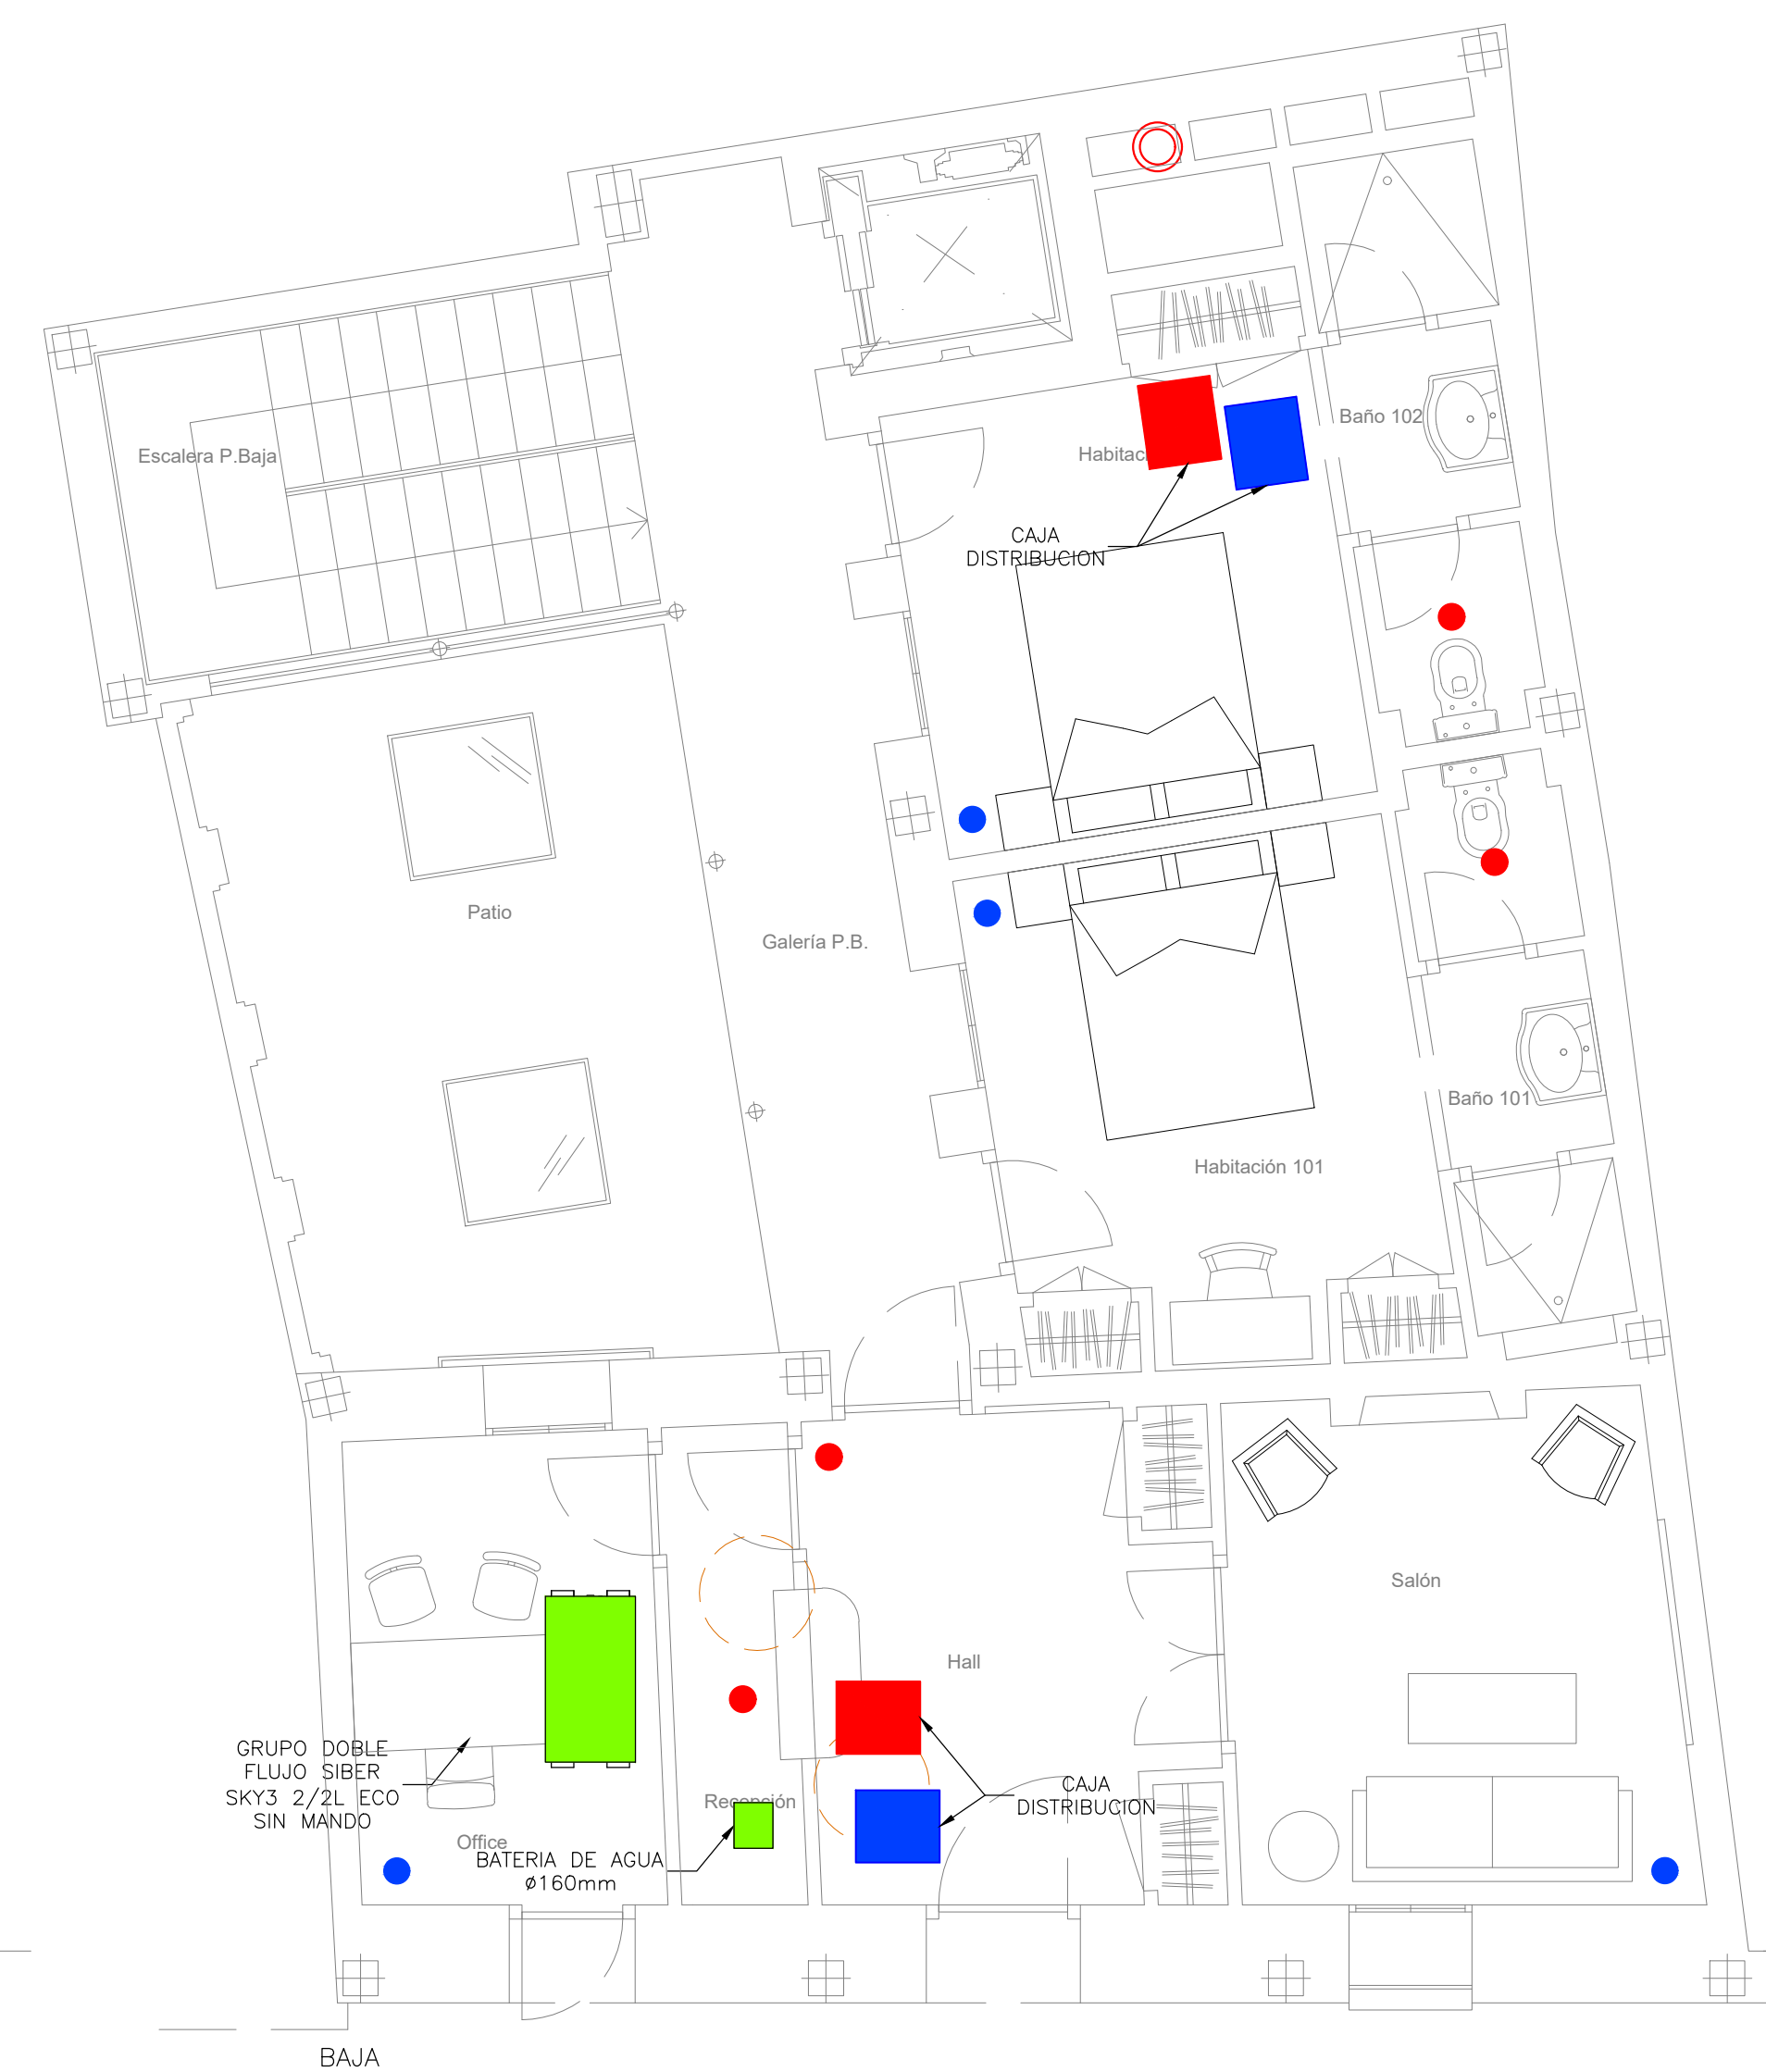 Escalera P.Baja
Baño 102
CAJA
DISTRIBUCION
Patio
Galería P.B.
Baño 101
Habitación 101
Salón
Hall
GRUPO DOBLE
FLUJO SIBER
SKY3 2/2L ECO
SIN MANDO
CAJA
DISTRIBUCION
Recepción
Office
BATERIA DE AGUA
ø160mm
BAJA